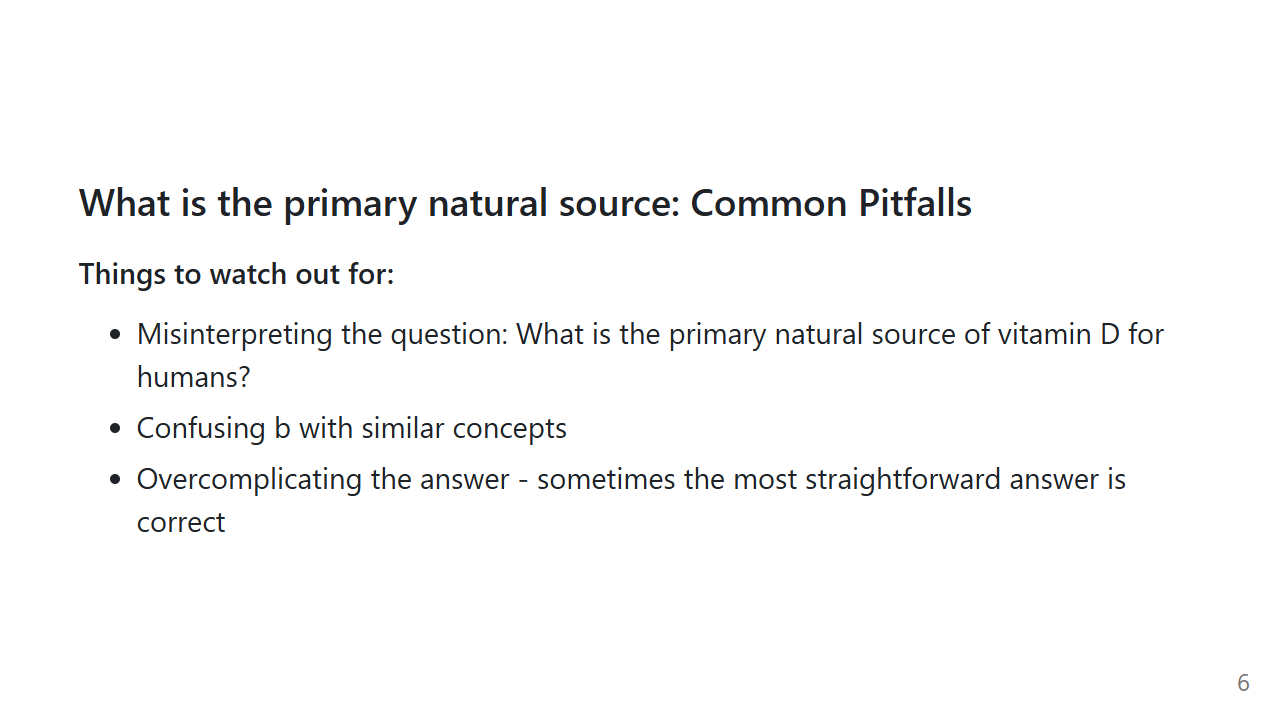 What is the primary natural source: Common Pitfalls
Things to watch out for:
• Misinterpreting the question: What is the primary natural source of vitamin D for
humans?
• Confusing b with similar concepts
• Overcomplicating the answer - sometimes the most straightforward answer is
correct
6